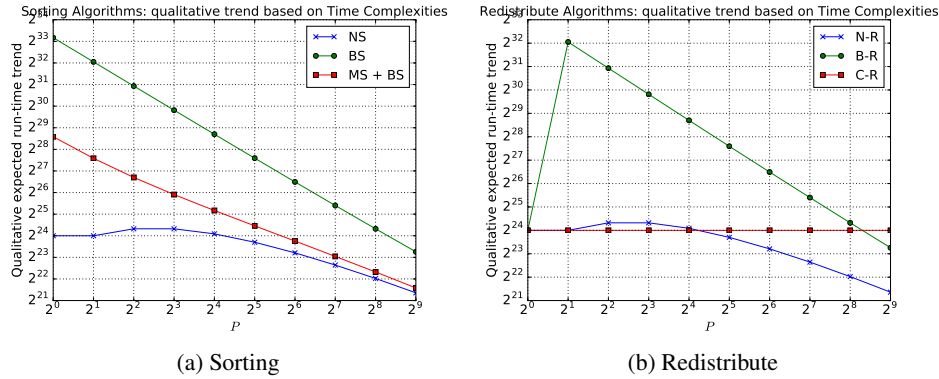 Sorting Algorithms: qualitative trend based on Time Complexities
Qualitative expected run-time trend
2^33
2^32
2^31
2^30
2^29
2^28
2^27
2^26
2^25
2^24
2^23
2^22
2^21
NS
BS
MS + BS
2^0 2^1 2^2 2^3 2^4 2^5 2^6 2^7 2^8 2^9
P
(a) Sorting
Redistribute Algorithms: qualitative trend based on Time Complexities
Qualitative expected run-time trend
2^32
2^31
2^30
2^29
2^28
2^27
2^26
2^25
2^24
2^23
2^22
2^21
N-R
B-R
C-R
2^0 2^1 2^2 2^3 2^4 2^5 2^6 2^7 2^8 2^9
P
(b) Redistribute